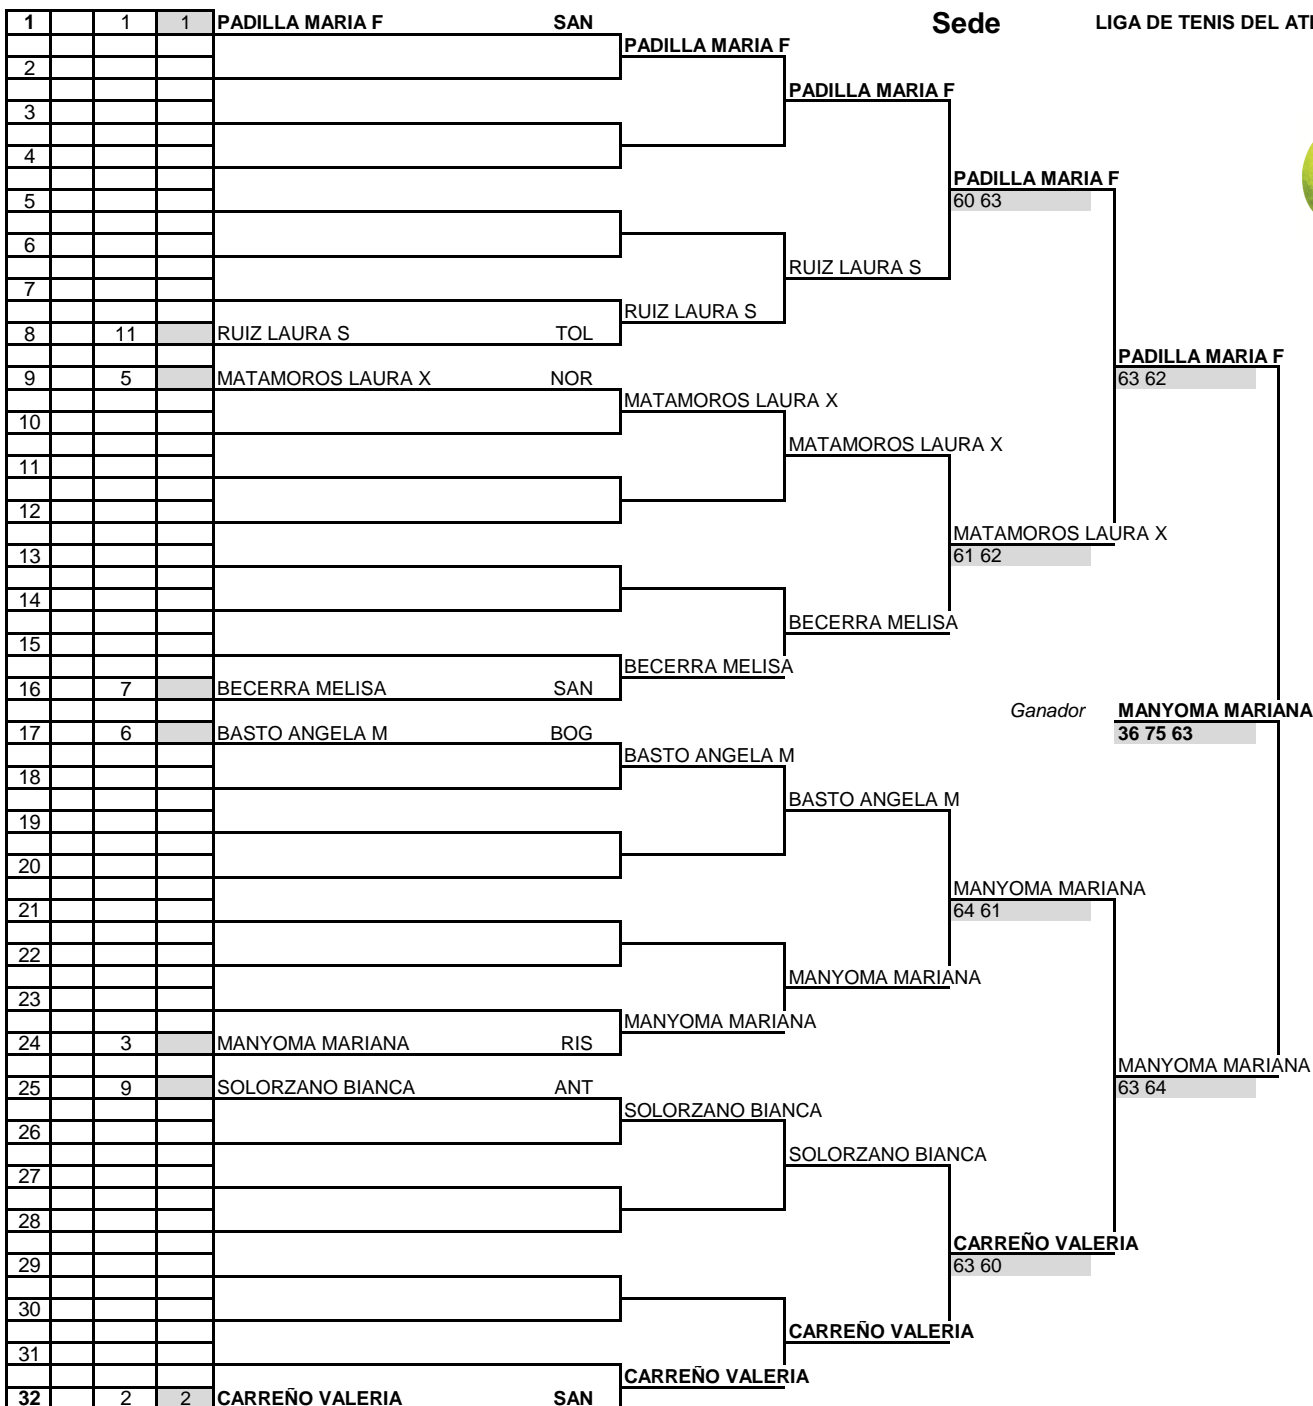 1 1 1 PADILLA MARIA F SAN Sede LIGA DE TENIS DEL
PADILLA MARIA F
2
PADILLA MARIA F
3
4
PADILLA MARIA F
5 60 63
6
RUIZ LAURA S
7
RUIZ LAURA S
8 11 RUIZ LAURA S TOL
PADILLA MARIA F
9 5 MATAMOROS LAURA X NOR 63 62
MATAMOROS LAURA X
10
MATAMOROS LAURA X
11
12
MATAMOROS LAURA X
13 61 62
14
BECERRA MELISA
15
BECERRA MELISA
16 7 BECERRA MELISA SAN
Ganador MANYOMA MARIANA
17 6 BASTO ANGELA M BOG 36 75 63
BASTO ANGELA M
18
BASTO ANGELA M
19
20
MANYOMA MARIANA
21 64 61
22
MANYOMA MARIANA
23
MANYOMA MARIANA
24 3 MANYOMA MARIANA RIS
MANYOMA MARIANA
25 9 SOLORZANO BIANCA ANT 63 64
SOLORZANO BIANCA
26
SOLORZANO BIANCA
27
28
CARREÑO VALERIA
29 63 60
30
CARREÑO VALERIA
31
CARREÑO VALERIA
32 2 2 CARREÑO VALERIA SAN